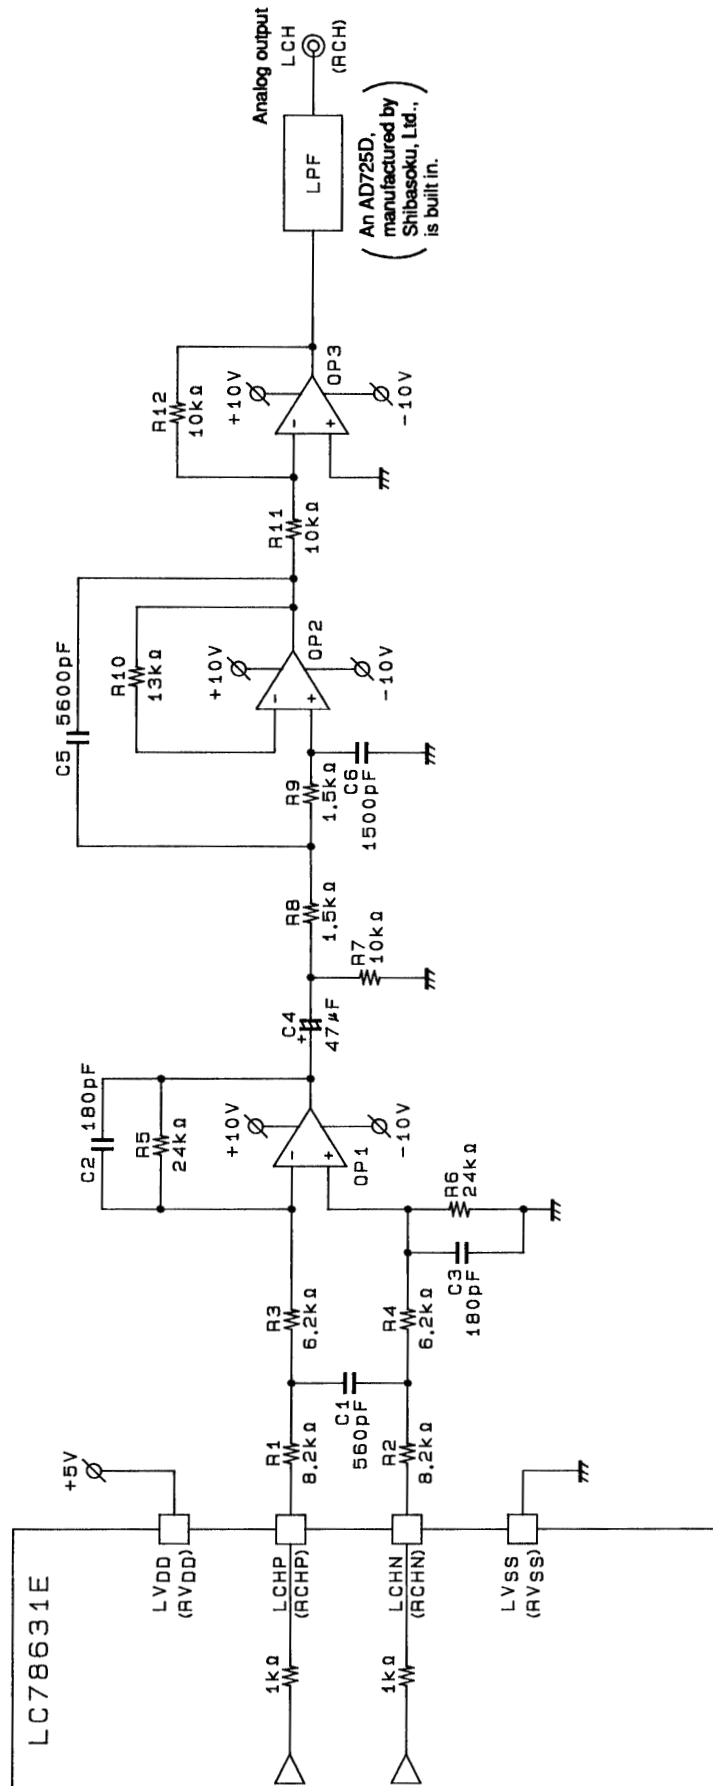 LC78631E
+5V
LVDD
(RVDD)
LCHP
(RCHP)
LCHN
(RCHN)
LVSS
(RVSS)
1kΩ
1kΩ
R1
8.2kΩ
R2
8.2kΩ
C1
560pF
R3
6.2kΩ
R4
6.2kΩ
C2 180pF
R5
24kΩ
+10V
-
+
OP1
-10V
C3
180pF
R6
24kΩ
C4
+
47µF
R7
10kΩ
R8
1.5kΩ
R9
1.5kΩ
C5 5600pF
R10
13kΩ
+10V
-
+
OP2
-10V
C6
1500pF
R11
10kΩ
R12
10kΩ
+10V
-
+
OP3
-10V
LPF
Analog output
LCH
(RCH)
An AD725D,
manufactured by
Shibasoku, Ltd.,
is built in.